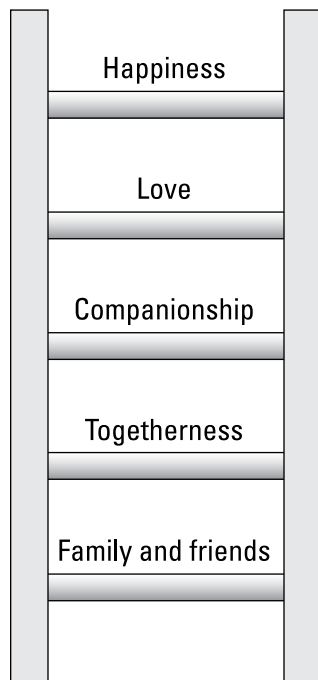 Happiness
Love
Companionship
Togetherness
Family and friends